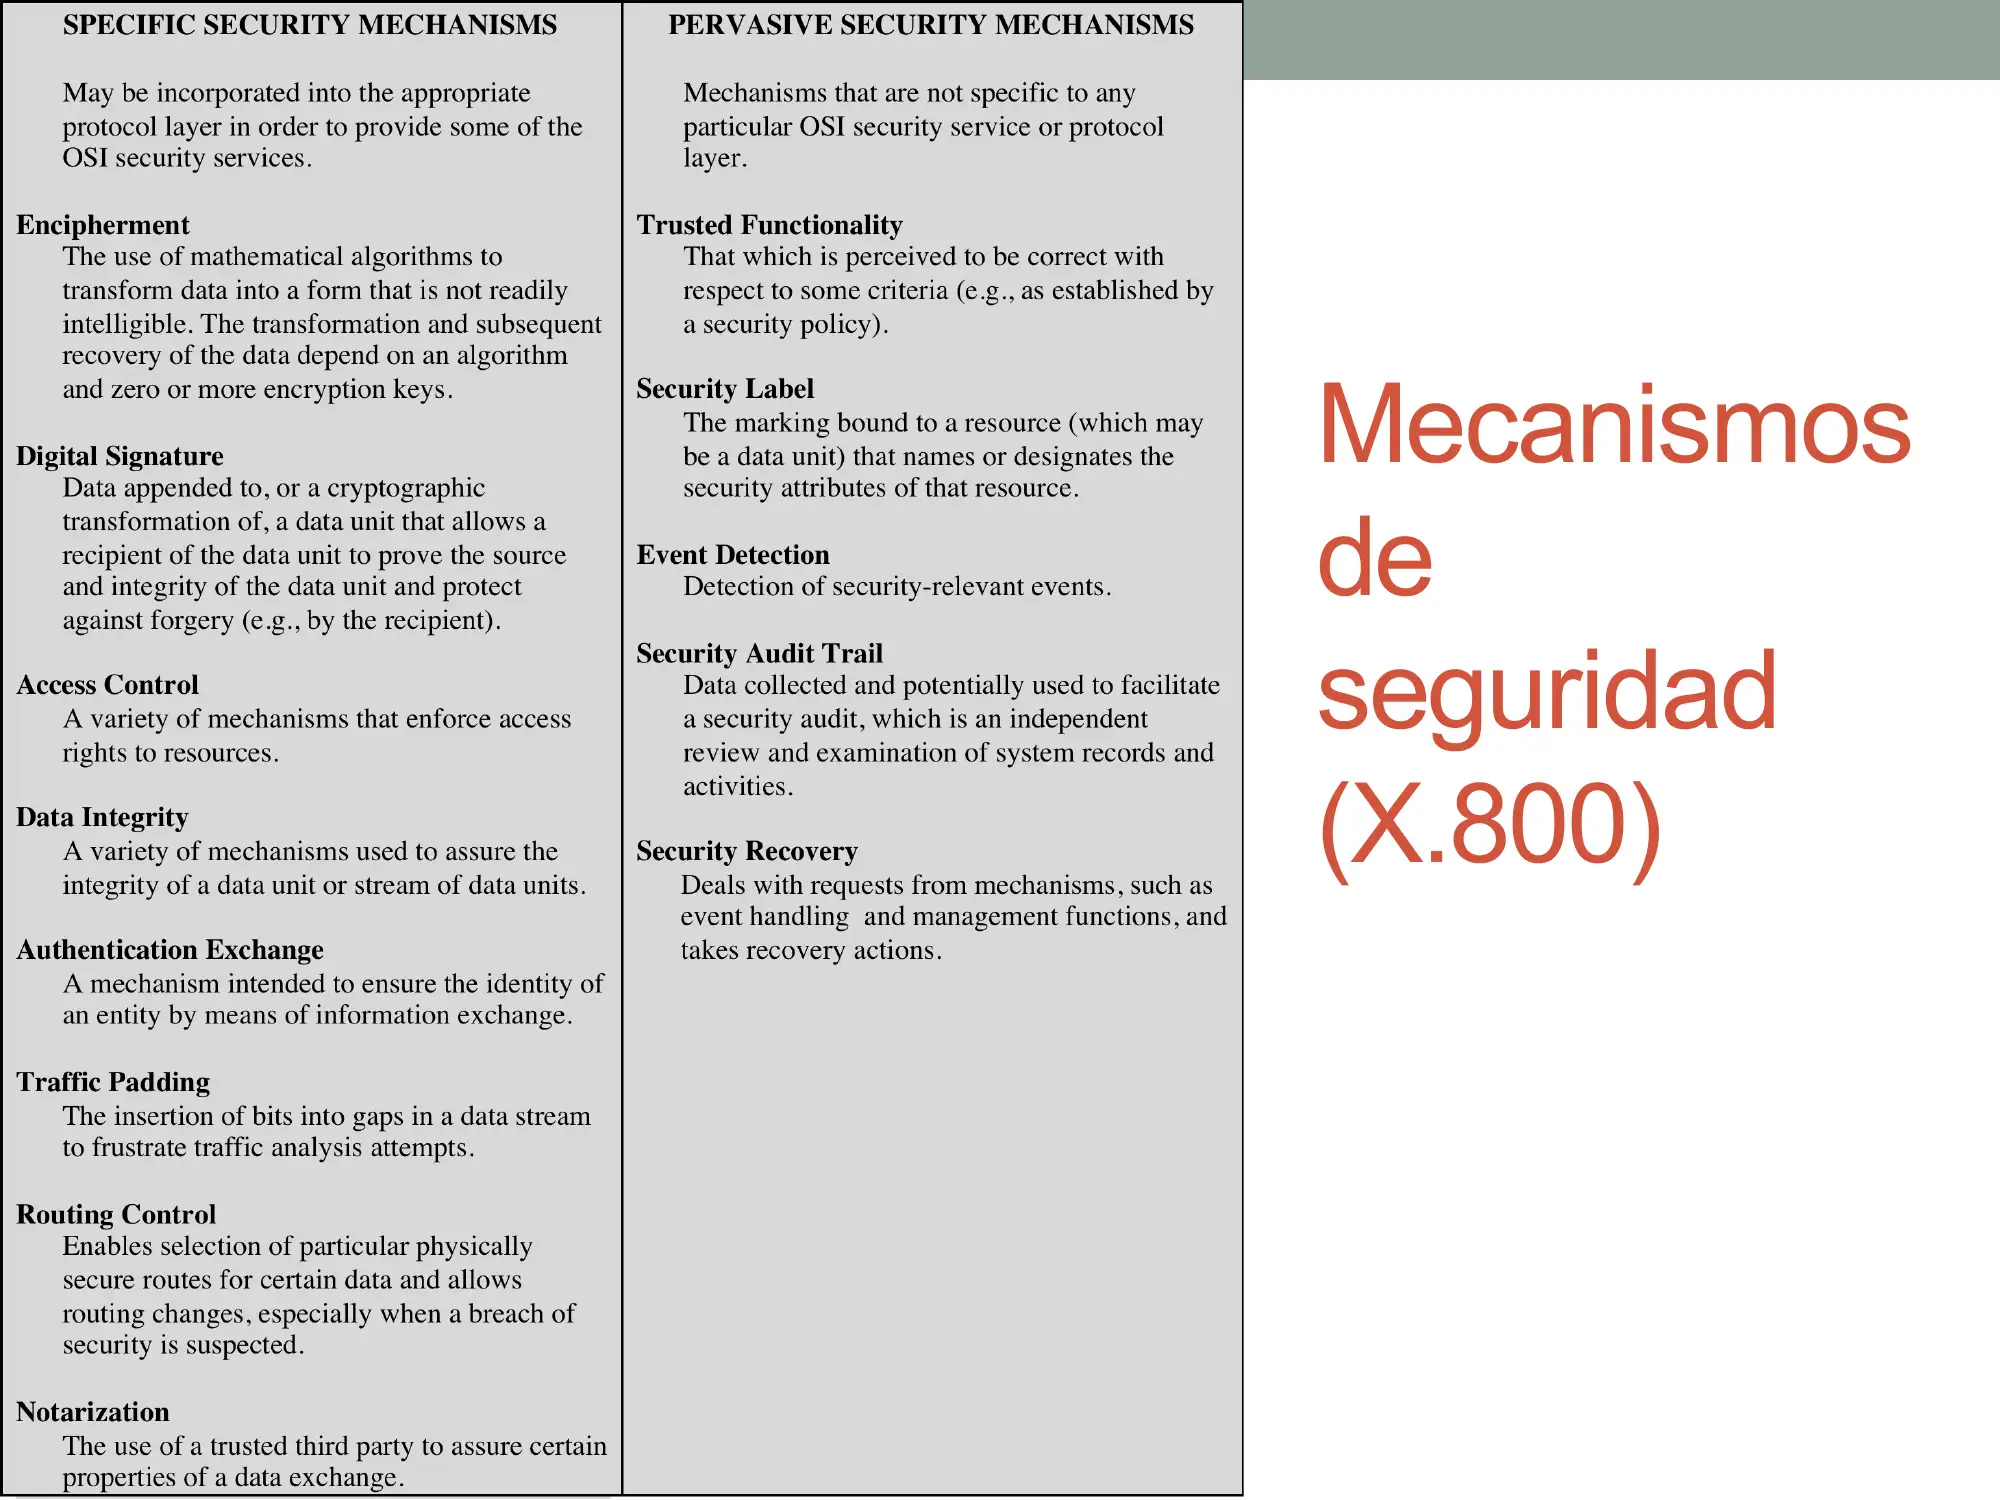 SPECIFIC SECURITY MECHANISMS
May be incorporated into the appropriate
protocol layer in order to provide some of the
OSI security services.
Encipherment
The use of mathematical algorithms to
transform data into a form that is not readily
intelligible. The transformation and subsequent
recovery of the data depend on an algorithm
and zero or more encryption keys.
Digital Signature
Data appended to, or a cryptographic
transformation of, a data unit that allows a
recipient of the data unit to prove the source
and integrity of the data unit and protect
against forgery (e.g., by the recipient).
Access Control
A variety of mechanisms that enforce access
rights to resources.
Data Integrity
A variety of mechanisms used to assure the
integrity of a data unit or stream of data units.
Authentication Exchange
A mechanism intended to ensure the identity of
an entity by means of information exchange.
Traffic Padding
The insertion of bits into gaps in a data stream
to frustrate traffic analysis attempts.
Routing Control
Enables selection of particular physically
secure routes for certain data and allows
routing changes, especially when a breach of
security is suspected.
Notarization
The use of a trusted third party to assure certain
properties of a data exchange.
PERVASIVE SECURITY MECHANISMS
Mechanisms that are not specific to any
particular OSI security service or protocol
layer.
Trusted Functionality
That which is perceived to be correct with
respect to some criteria (e.g., as established by
a security policy).
Security Label
The marking bound to a resource (which may
be a data unit) that names or designates the
security attributes of that resource.
Event Detection
Detection of security-relevant events.
Security Audit Trail
Data collected and potentially used to facilitate
a security audit, which is an independent
review and examination of system records and
activities.
Security Recovery
Deals with requests from mechanisms, such as
event handling  and management functions, and
takes recovery actions.
Mecanismos
de
seguridad
(X.800)